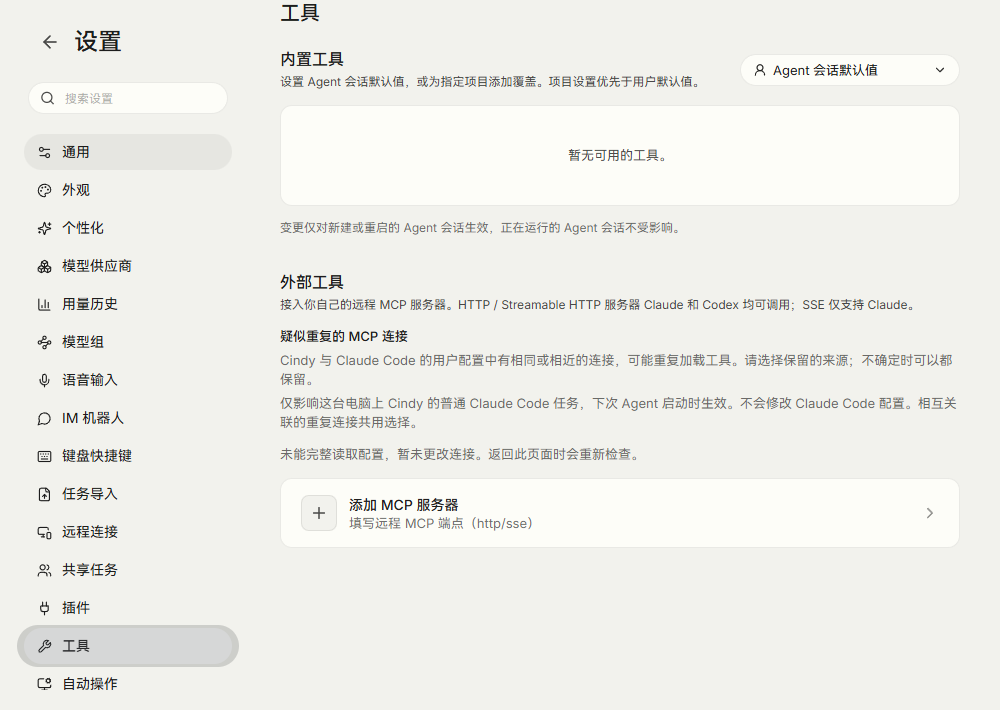 设置
搜索设置
通用
外观
个性化
模型供应商
用量历史
模型组
语音输入
IM 机器人
键盘快捷键
任务导入
远程连接
共享任务
插件
工具
自动操作
工具
内置工具
设置 Agent 会话默认值，或为指定项目添加覆盖。项目设置优先于用户默认值。
Agent 会话默认值
暂无可用的工具。
变更仅对新建或重启的 Agent 会话生效，正在运行的 Agent 会话不受影响。
外部工具
接入你自己的远程 MCP 服务器。HTTP / Streamable HTTP 服务器 Claude 和 Codex 均可调用；SSE 仅支持 Claude。
疑似重复的 MCP 连接
Cindy 与 Claude Code 的用户配置中有相同或相近的连接，可能重复加载工具。请选择保留的来源；不确定时可以都
保留。
仅影响这台电脑上 Cindy 的普通 Claude Code 任务，下次 Agent 启动时生效。不会修改 Claude Code 配置。相互关
联的重复连接共用选择。
未能完整读取配置，暂未更改连接。返回此页面时会重新检查。
添加 MCP 服务器
填写远程 MCP 端点（http/sse）